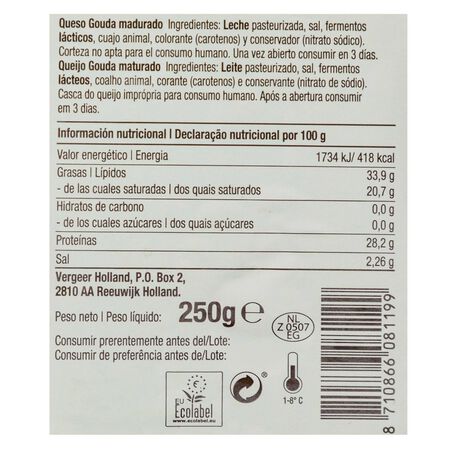 Queso Gouda madurado Ingredientes: Leche pasteurizada, sal, fermentos
lácticos, cuajo animal, colorante (carotenos) y conservador (nitrato sódico).
Corteza no apta para el consumo humano. Una vez abierto consumir en 3 días.
Queijo Gouda maturado Ingredientes: Leite pasteurizado, sal, fermentos
lácteos, coalho animal, corante (carotenos) e conservante (nitrato de sódio).
Casca do queijo imprópria para consumo humano. Após a abertura consumir
em 3 dias.
Información nutricional | Declaração nutricional por 100 g
Valor energético | Energia 1734 kJ/ 418 kcal
Grasas | Lípidos 33,9 g
- de las cuales saturadas | dos quais saturados 20,7 g
Hidratos de carbono 0,0 g
- de los cuales azúcares | dos quais açúcares 0,0 g
Proteínas 28,2 g
Sal 2,26 g
Vergeer Holland, P.O. Box 2,
2810 AA Reeuwijk Holland.
Peso neto | Peso líquido: 250g e
NL
Z 0507
EG
Consumir prerentemente antes del/Lote:
Consumir de preferência antes del/Lote:
EU
Ecolabel
www.ecolabel.eu
1-8° C
8 710866 081199